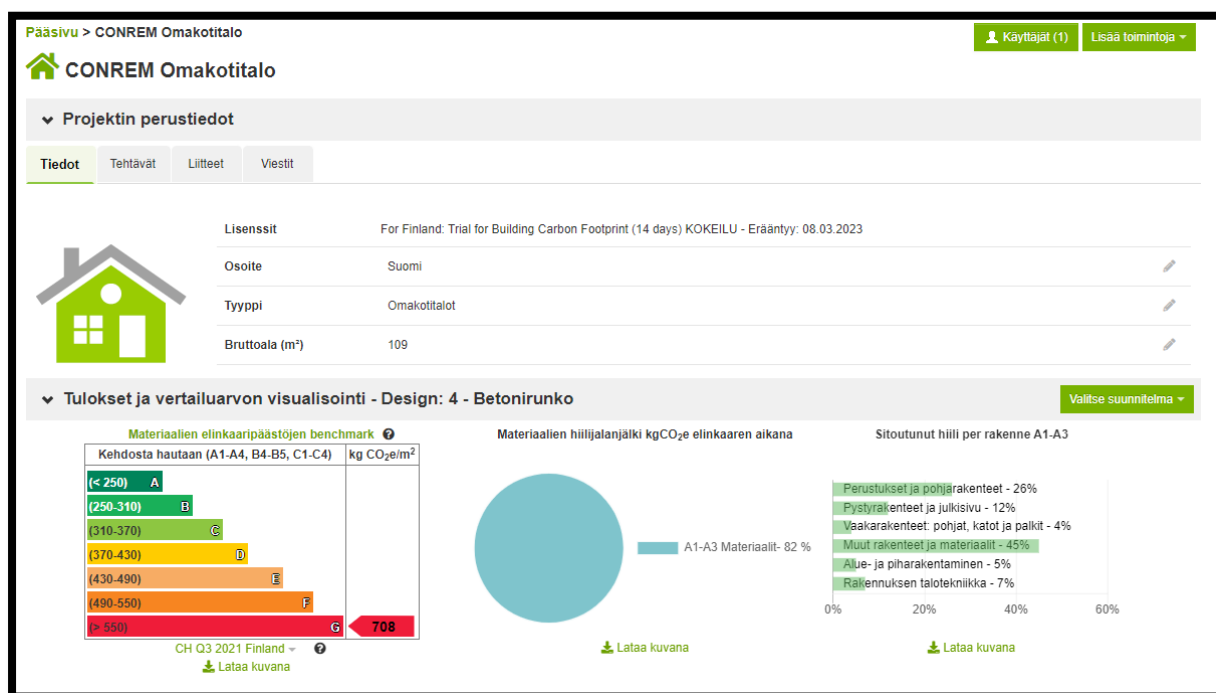 Pääsivu > CONREM Omakotitalo
Käyttäjät (1)
Lisää toimintoja
CONREM Omakotitalo
Projektin perustiedot
Tiedot
Tehtävät
Liitteet
Viestit
Lisenssit
For Finland: Trial for Building Carbon Footprint (14 days) KOKEILU - Erääntyy: 08.03.2023
Osoite
Suomi
Tyyppi
Omakotitalot
Bruttoala (m²)
109
Tulokset ja vertailuarvon visualisointi - Design: 4 - Betonirunko
Valitse suunnitelma
Materiaalien elinkaaripäästöjen benchmark ?
Kehdosta hautaan (A1-A4, B4-B5, C1-C4)
kg CO₂e/m²
(< 250) A
(250-310) B
(310-370) C
(370-430) D
(430-490) E
(490-550) F
(> 550) G
708
CH Q3 2021 Finland ?
Lataa kuvana
Materiaalien hiilijalanjälki kgCO₂e elinkaaren aikana
A1-A3 Materiaalit- 82 %
Lataa kuvana
Sitoutunut hiili per rakenne A1-A3
Perustukset ja pohjarakenteet - 26%
Pystyrakenteet ja julkisivu - 12%
Vaakarakenteet: pohjat, katot ja palkit - 4%
Muut rakenteet ja materiaalit - 45%
Alue- ja piharakentaminen - 5%
Rakennuksen talotekniikka - 7%
0% 20% 40% 60%
Lataa kuvana